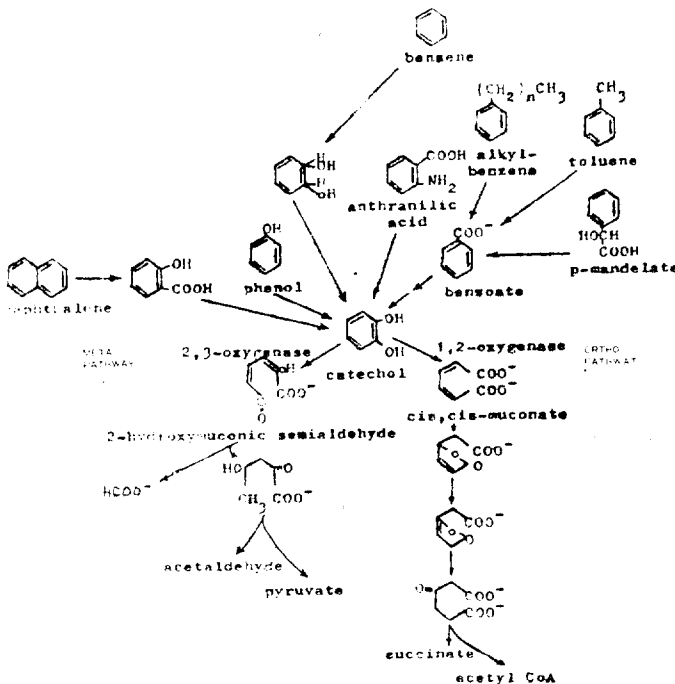 benzene
(CH2)nCH3
CH3
H
OH
H
OH
COOH
NH2
anthranilic
acid
alkyl-
benzene
toluene
OH
phenol
COO⁻
benzoate
HOCH
COOH
p-mandelate
OH
COOH
OH
OH
catechol
META
PATHWAY
2,3-oxygenase
1,2-oxygenase
ORTHO
PATHWAY
OH
COO⁻
COO⁻
COO⁻
cis,cis-muconate
2-hydroxymuconic semialdehyde
HCOO⁻
HO
O
COO⁻
CH3
COO⁻
O
COO⁻
O
acetaldehyde
pyruvate
O
COO⁻
COO⁻
succinate
acetyl CoA